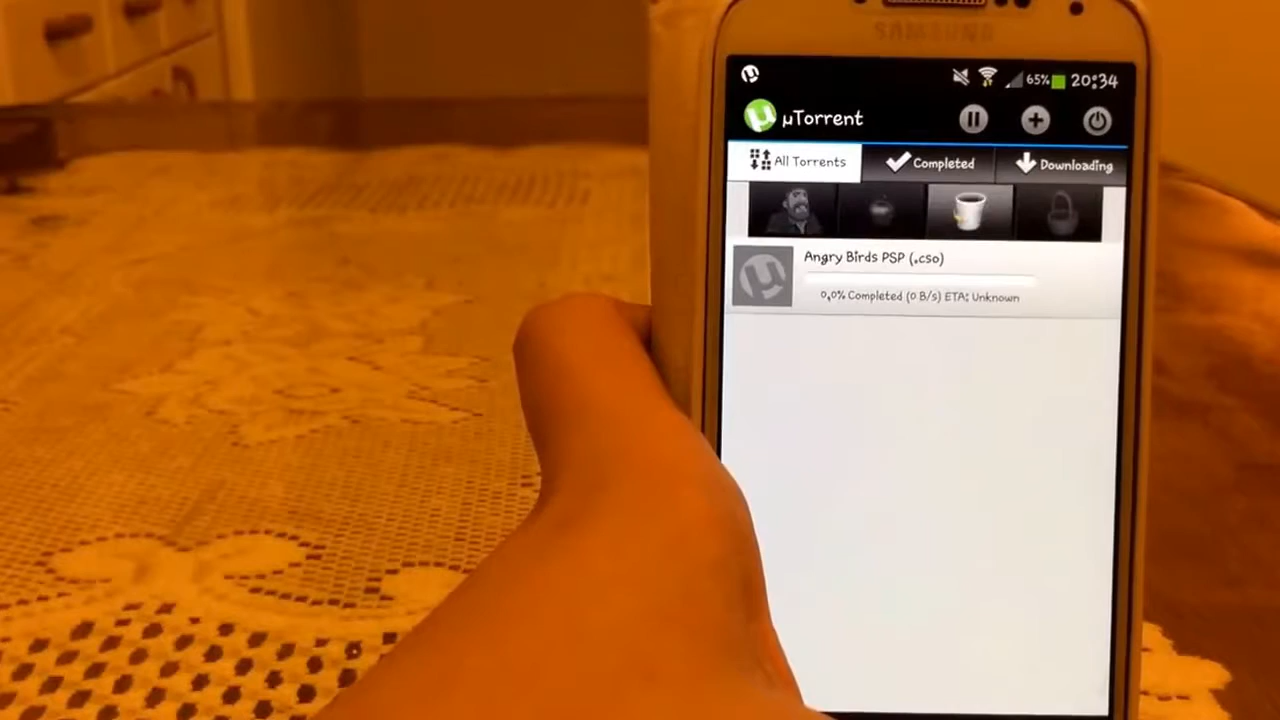 SAMSUNG
65% 20:34
µTorrent
All Torrents Completed Downloading
Angry Birds PSP (.cso)
0,0% Completed (0 B/s) ETA: Unknown